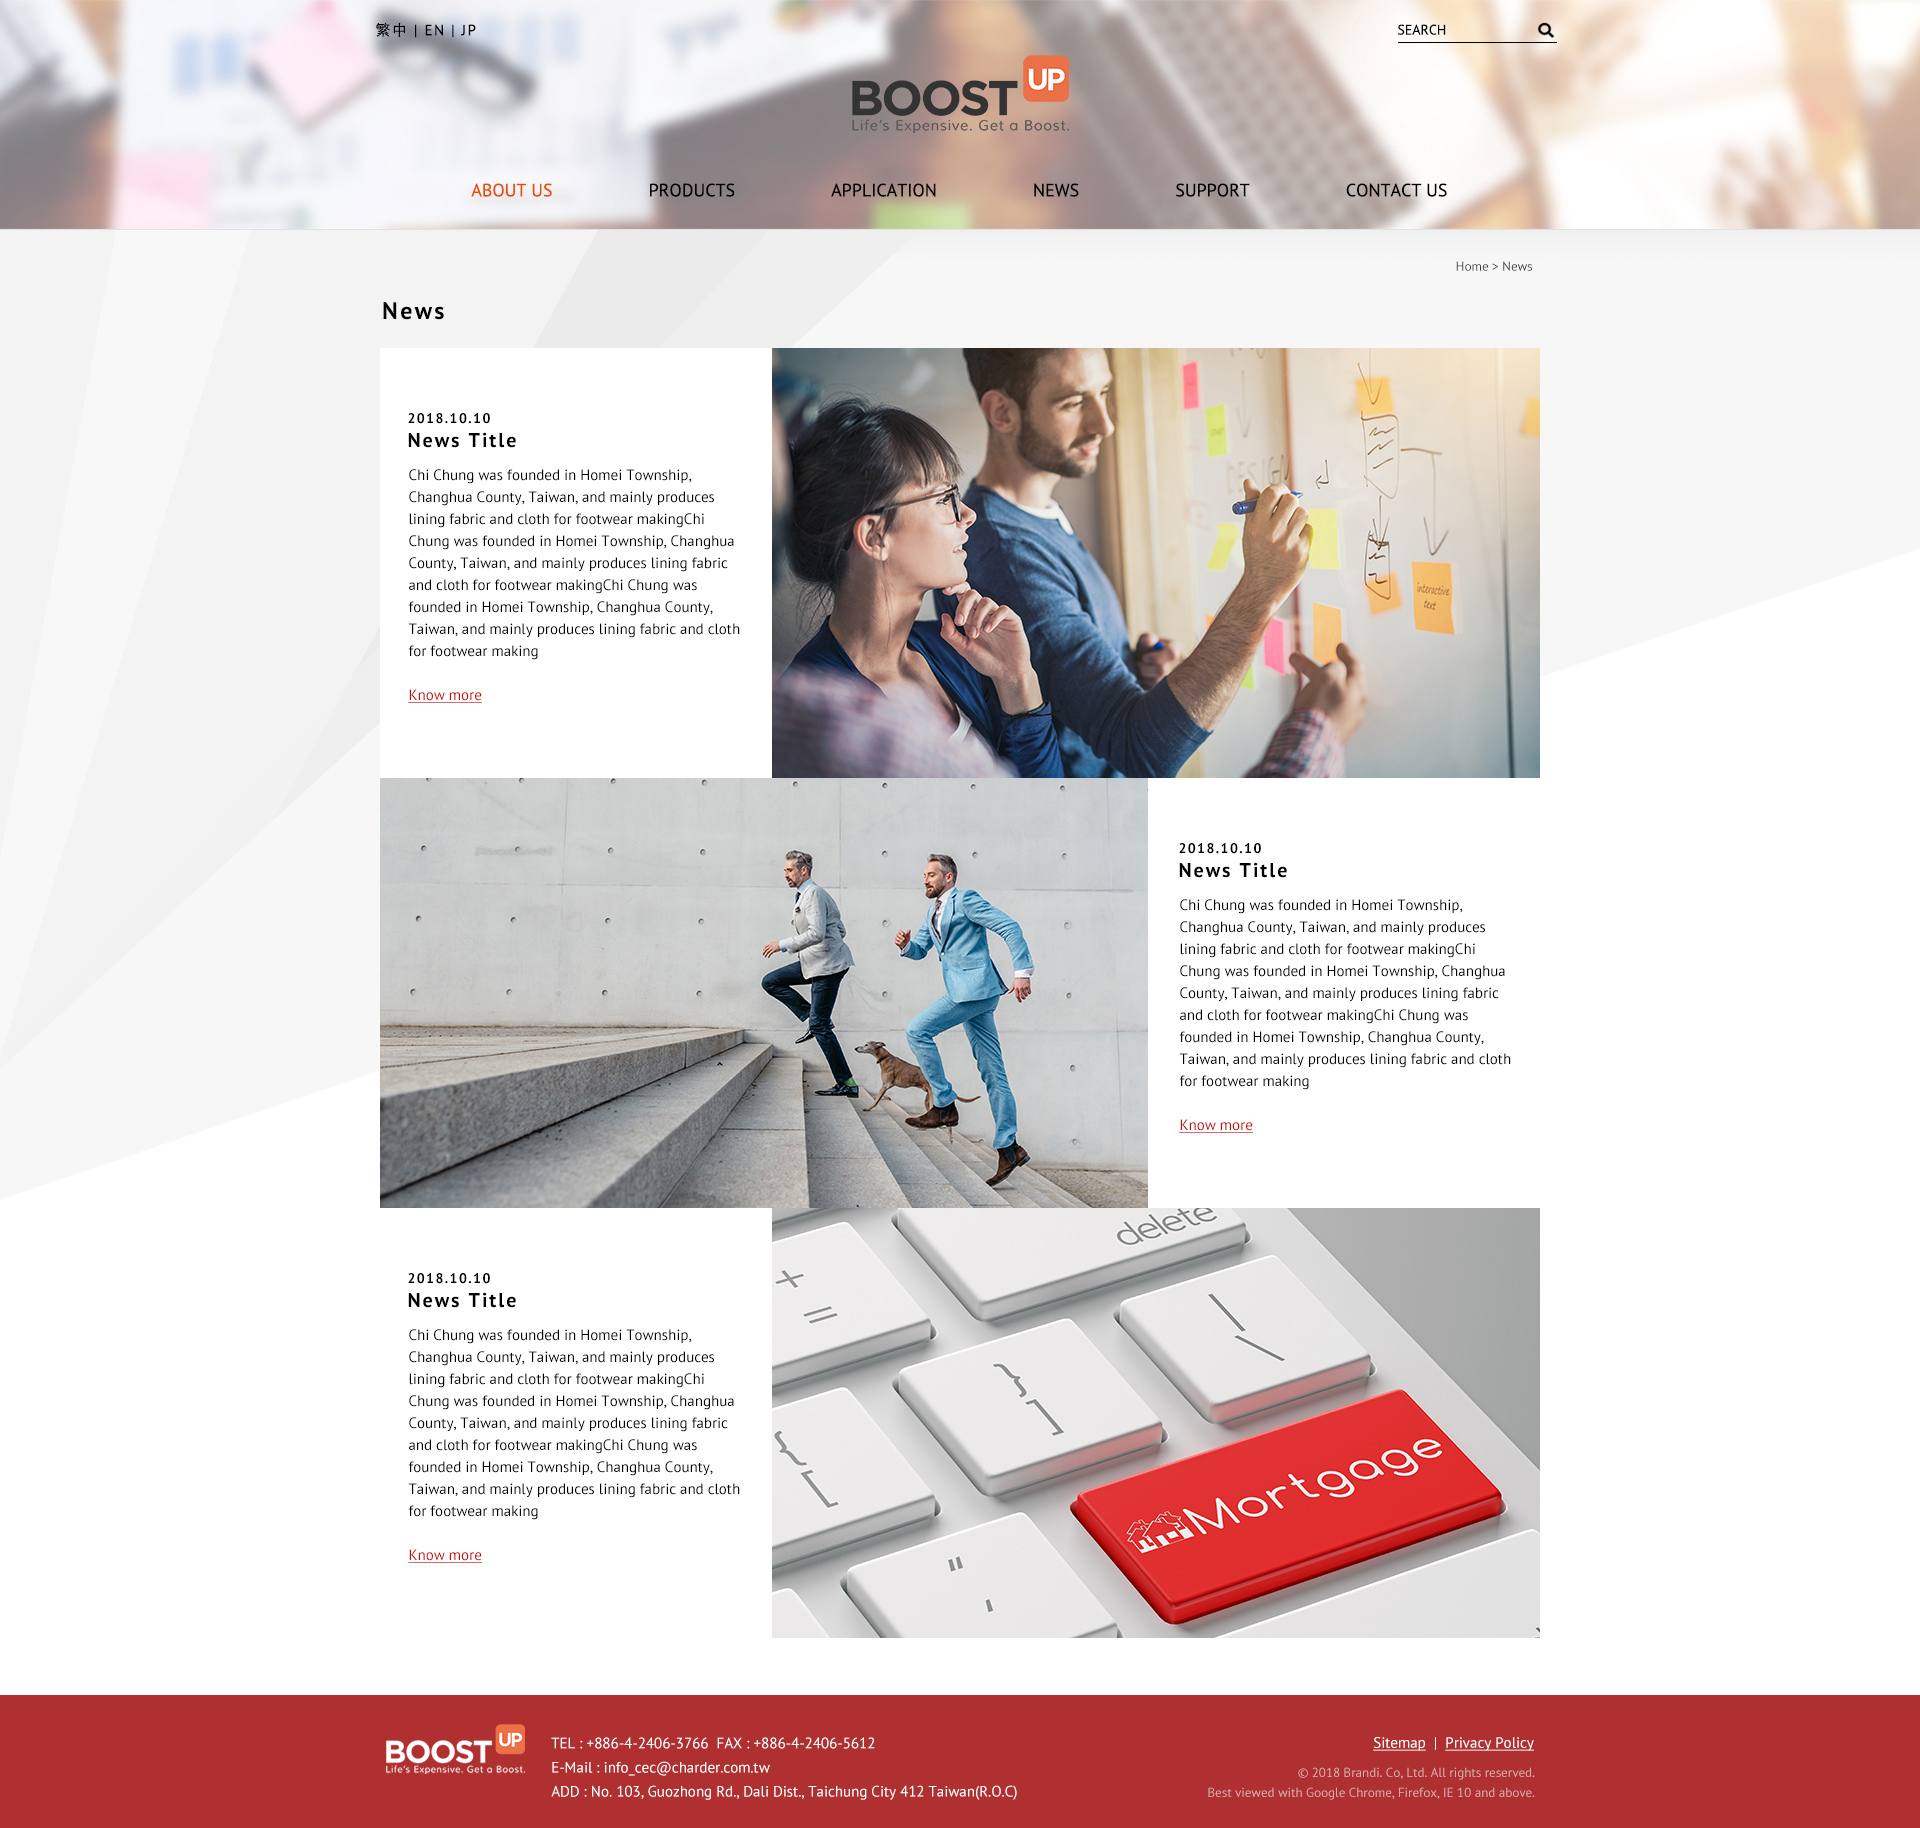 繁中 | EN | JP
SEARCH
BOOST UP
Life's Expensive. Get a Boost.
ABOUT US
PRODUCTS
APPLICATION
NEWS
SUPPORT
CONTACT US
Home > News
News
2018.10.10
News Title
Chi Chung was founded in Homei Township,
Changhua County, Taiwan, and mainly produces
lining fabric and cloth for footwear makingChi
Chung was founded in Homei Township, Changhua
County, Taiwan, and mainly produces lining fabric
and cloth for footwear makingChi Chung was
founded in Homei Township, Changhua County,
Taiwan, and mainly produces lining fabric and cloth
for footwear making
Know more
DESIGN
interactive
text
2018.10.10
News Title
Chi Chung was founded in Homei Township,
Changhua County, Taiwan, and mainly produces
lining fabric and cloth for footwear makingChi
Chung was founded in Homei Township, Changhua
County, Taiwan, and mainly produces lining fabric
and cloth for footwear makingChi Chung was
founded in Homei Township, Changhua County,
Taiwan, and mainly produces lining fabric and cloth
for footwear making
Know more
2018.10.10
News Title
Chi Chung was founded in Homei Township,
Changhua County, Taiwan, and mainly produces
lining fabric and cloth for footwear makingChi
Chung was founded in Homei Township, Changhua
County, Taiwan, and mainly produces lining fabric
and cloth for footwear makingChi Chung was
founded in Homei Township, Changhua County,
Taiwan, and mainly produces lining fabric and cloth
for footwear making
Know more
delete
+
=
| \
} ]
{ [
Mortgage
" '
BOOST UP
Life's Expensive. Get a Boost.
TEL : +886-4-2406-3766 FAX : +886-4-2406-5612
E-Mail : info_cec@charder.com.tw
ADD : No. 103, Guozhong Rd., Dali Dist., Taichung City 412 Taiwan(R.O.C)
Sitemap | Privacy Policy
© 2018 Brandi. Co, Ltd. All rights reserved.
Best viewed with Google Chrome, Firefox, IE 10 and above.